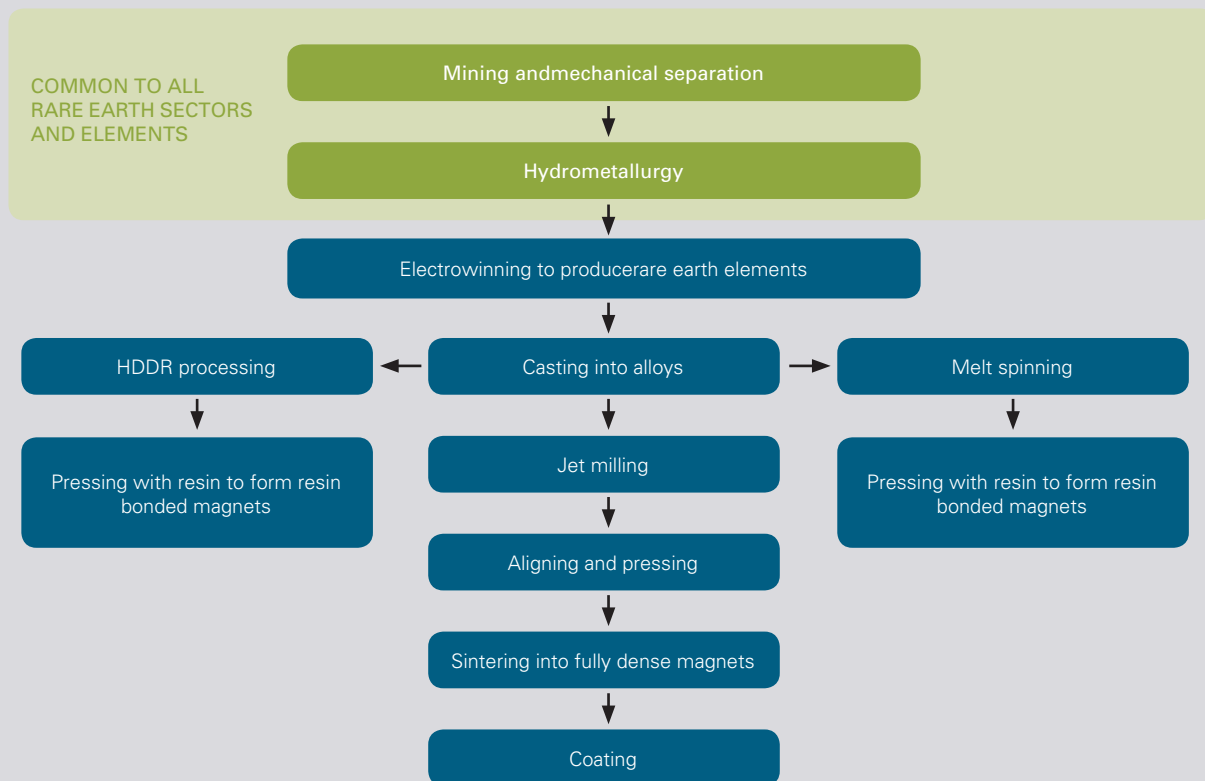 COMMON TO ALL
RARE EARTH SECTORS
AND ELEMENTS
Mining andmechanical separation
Hydrometallurgy
Electrowinning to producerare earth elements
HDDR processing
Casting into alloys
Melt spinning
Pressing with resin to form resin
bonded magnets
Jet milling
Pressing with resin to form resin
bonded magnets
Aligning and pressing
Sintering into fully dense magnets
Coating